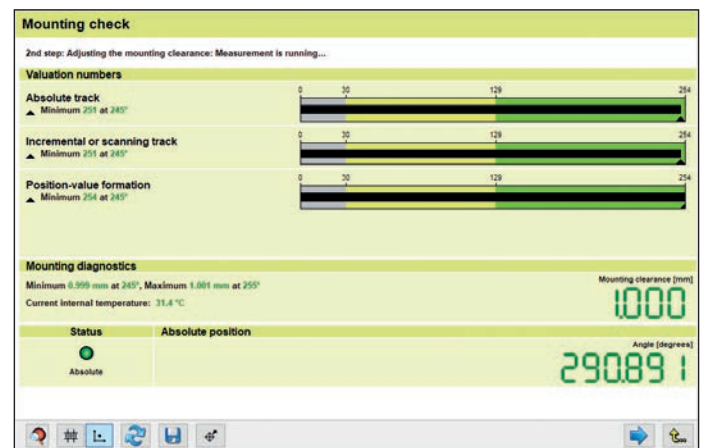 Mounting check
2nd step: Adjusting the mounting clearance: Measurement is running...
Valuation numbers
Absolute track
Minimum 251 at 245°
0 30 129 254
Incremental or scanning track
Minimum 251 at 245°
0 30 129 254
Position-value formation
Minimum 254 at 245°
0 30 129 254
Mounting diagnostics
Minimum 0.999 mm at 245°, Maximum 1.001 mm at 255°
Current internal temperature: 31.4 °C
Mounting clearance [mm]
1.000
Status Absolute position
Absolute
Angle [degrees]
290.891